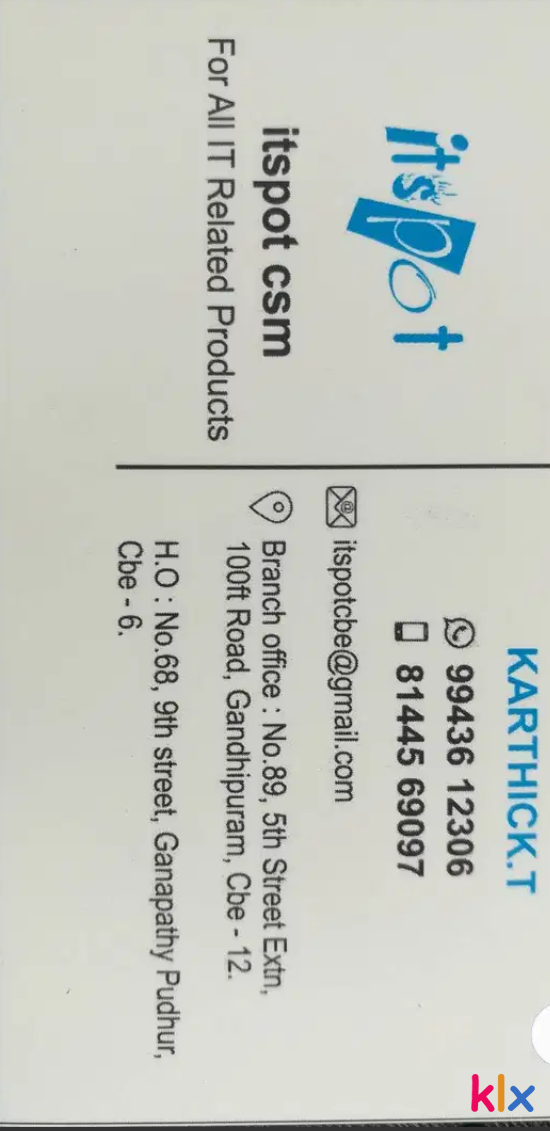 itspot
itspot csm
For All IT Related Products
KARTHICK.T
99436 12306
81445 69097
itspotcbe@gmail.com
Branch office : No.89, 5th Street Extn,
100ft Road, Gandhipuram, Cbe - 12.
H.O : No.68, 9th street, Ganapathy Pudhur,
Cbe - 6.
klx